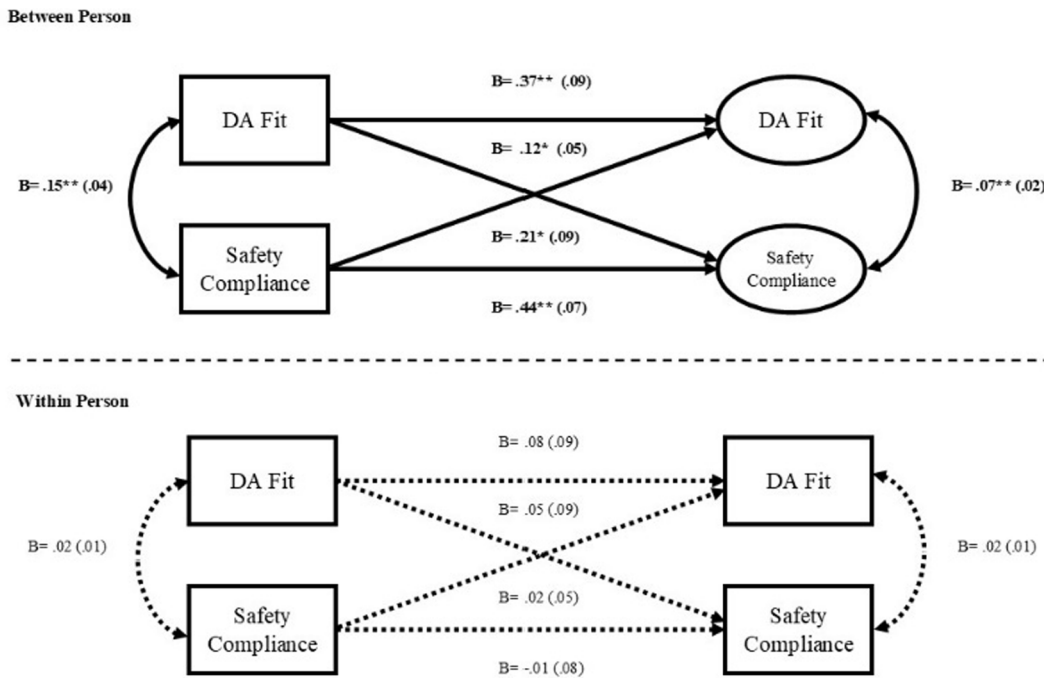 Between Person
B= .37** (.09)
DA Fit
DA Fit
B= .12* (.05)
B= .15** (.04)
B= .07** (.02)
B= .21* (.09)
Safety
Compliance
Safety
Compliance
B= .44** (.07)
Within Person
B= .08 (.09)
DA Fit
DA Fit
B= .05 (.09)
B= .02 (.01)
B= .02 (.01)
B= .02 (.05)
Safety
Compliance
Safety
Compliance
B= -.01 (.08)